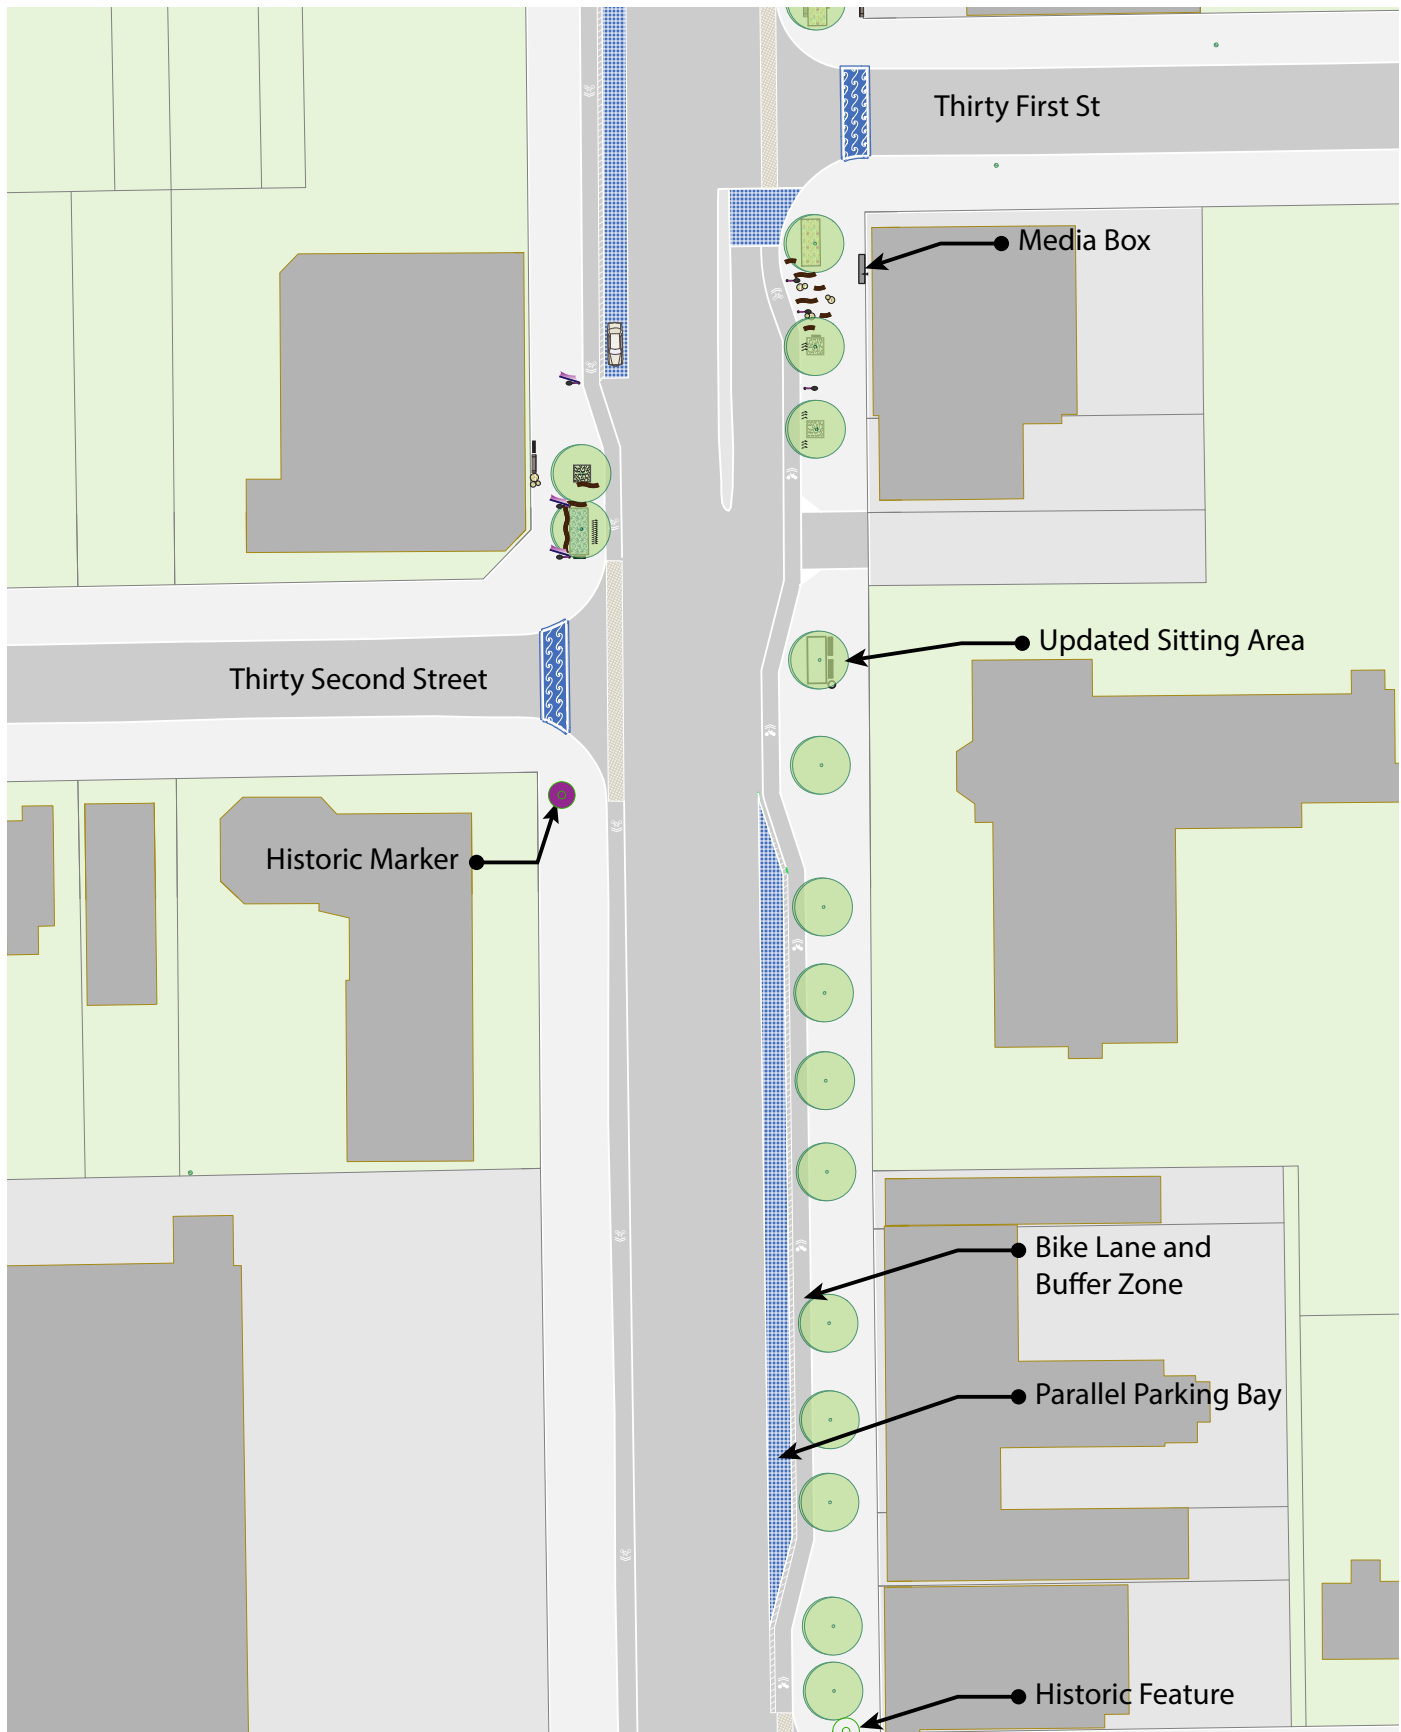 Thirty First St
Media Box
Updated Sitting Area
Thirty Second Street
Historic Marker
Bike Lane and
Buffer Zone
Parallel Parking Bay
Historic Feature